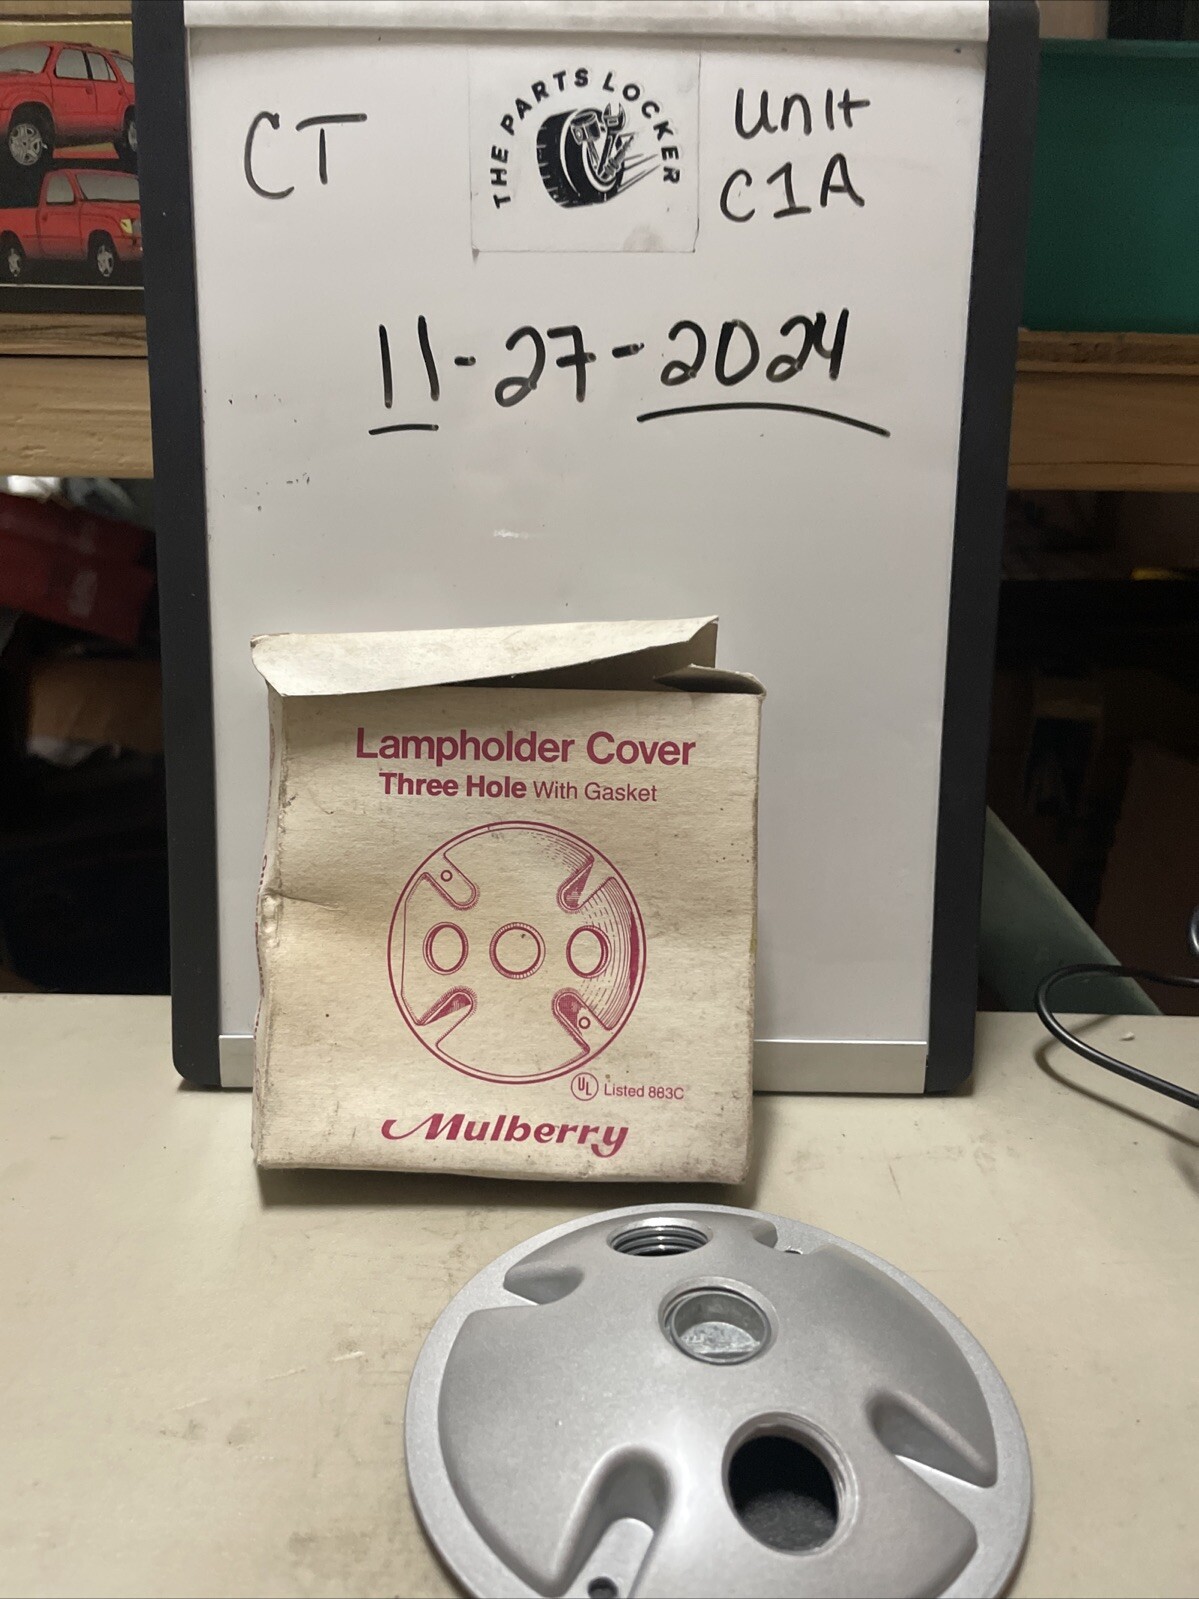 THE PARTS LOCKER
CT
Unit
C1A
11-27-2024
Lampholder Cover
Three Hole With Gasket
UL Listed 883C
Mulberry